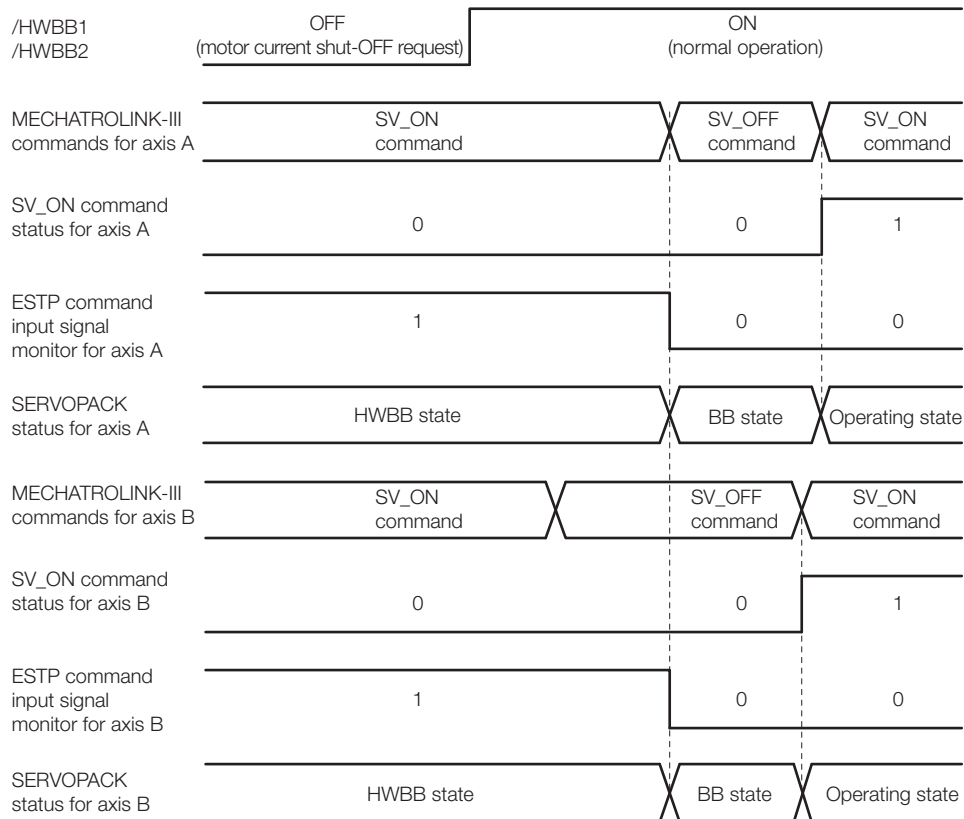 /HWBB1
/HWBB2
OFF
(motor current shut-OFF request)
ON
(normal operation)
MECHATROLINK-III
commands for axis A
SV_ON
command
SV_OFF
command
SV_ON
command
SV_ON command
status for axis A
0
0
1
ESTP command
input signal
monitor for axis A
1
0
0
SERVOPACK
status for axis A
HWBB state
BB state
Operating state
MECHATROLINK-III
commands for axis B
SV_ON
command
SV_OFF
command
SV_ON
command
SV_ON command
status for axis B
0
0
1
ESTP command
input signal
monitor for axis B
1
0
0
SERVOPACK
status for axis B
HWBB state
BB state
Operating state